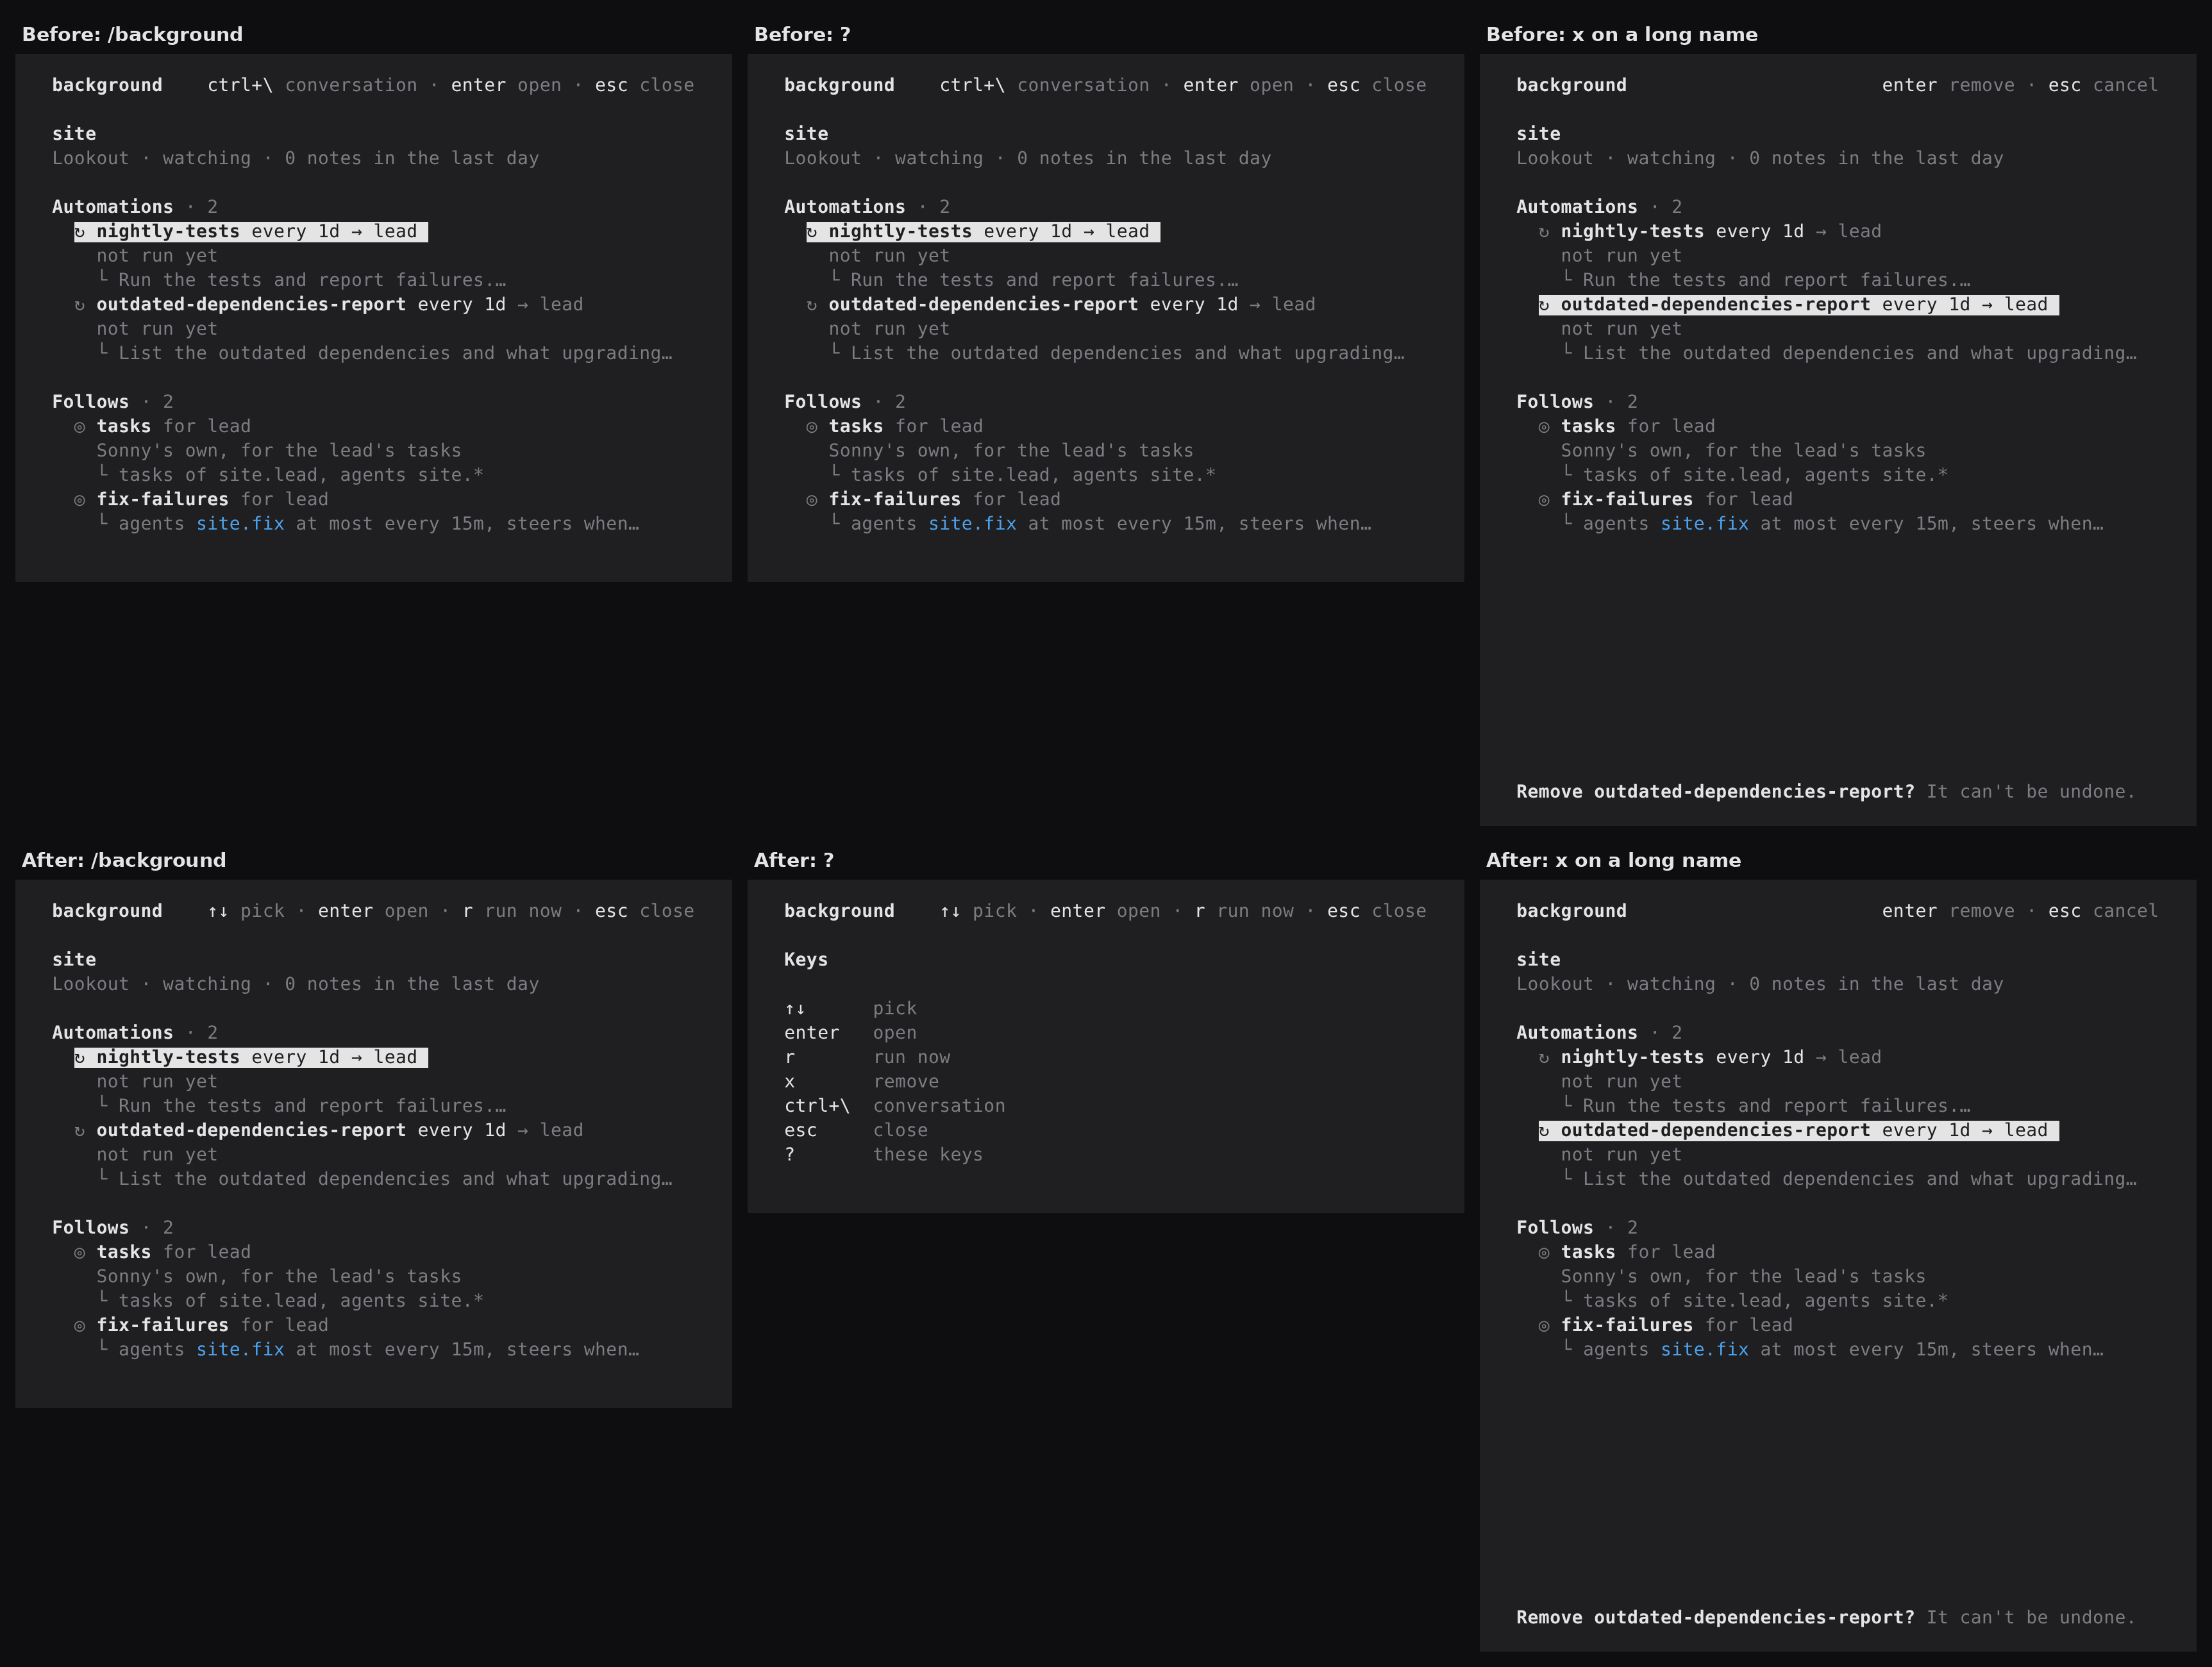 Before: /background
background ctrl+\ conversation · enter open · esc close
site
Lookout · watching · 0 notes in the last day
Automations · 2
↻ nightly-tests every 1d → lead
not run yet
└ Run the tests and report failures.…
↻ outdated-dependencies-report every 1d → lead
not run yet
└ List the outdated dependencies and what upgrading…
Follows · 2
◎ tasks for lead
Sonny's own, for the lead's tasks
└ tasks of site.lead, agents site.*
◎ fix-failures for lead
└ agents site.fix at most every 15m, steers when…
Before: ?
background ctrl+\ conversation · enter open · esc close
site
Lookout · watching · 0 notes in the last day
Automations · 2
↻ nightly-tests every 1d → lead
not run yet
└ Run the tests and report failures.…
↻ outdated-dependencies-report every 1d → lead
not run yet
└ List the outdated dependencies and what upgrading…
Follows · 2
◎ tasks for lead
Sonny's own, for the lead's tasks
└ tasks of site.lead, agents site.*
◎ fix-failures for lead
└ agents site.fix at most every 15m, steers when…
Before: x on a long name
background enter remove · esc cancel
site
Lookout · watching · 0 notes in the last day
Automations · 2
↻ nightly-tests every 1d → lead
not run yet
└ Run the tests and report failures.…
↻ outdated-dependencies-report every 1d → lead
not run yet
└ List the outdated dependencies and what upgrading…
Follows · 2
◎ tasks for lead
Sonny's own, for the lead's tasks
└ tasks of site.lead, agents site.*
◎ fix-failures for lead
└ agents site.fix at most every 15m, steers when…
Remove outdated-dependencies-report? It can't be undone.
After: /background
background ↑↓ pick · enter open · r run now · esc close
site
Lookout · watching · 0 notes in the last day
Automations · 2
↻ nightly-tests every 1d → lead
not run yet
└ Run the tests and report failures.…
↻ outdated-dependencies-report every 1d → lead
not run yet
└ List the outdated dependencies and what upgrading…
Follows · 2
◎ tasks for lead
Sonny's own, for the lead's tasks
└ tasks of site.lead, agents site.*
◎ fix-failures for lead
└ agents site.fix at most every 15m, steers when…
After: ?
background ↑↓ pick · enter open · r run now · esc close
Keys
↑↓ pick
enter open
r run now
x remove
ctrl+\ conversation
esc close
? these keys
After: x on a long name
background enter remove · esc cancel
site
Lookout · watching · 0 notes in the last day
Automations · 2
↻ nightly-tests every 1d → lead
not run yet
└ Run the tests and report failures.…
↻ outdated-dependencies-report every 1d → lead
not run yet
└ List the outdated dependencies and what upgrading…
Follows · 2
◎ tasks for lead
Sonny's own, for the lead's tasks
└ tasks of site.lead, agents site.*
◎ fix-failures for lead
└ agents site.fix at most every 15m, steers when…
Remove outdated-dependencies-report? It can't be undone.